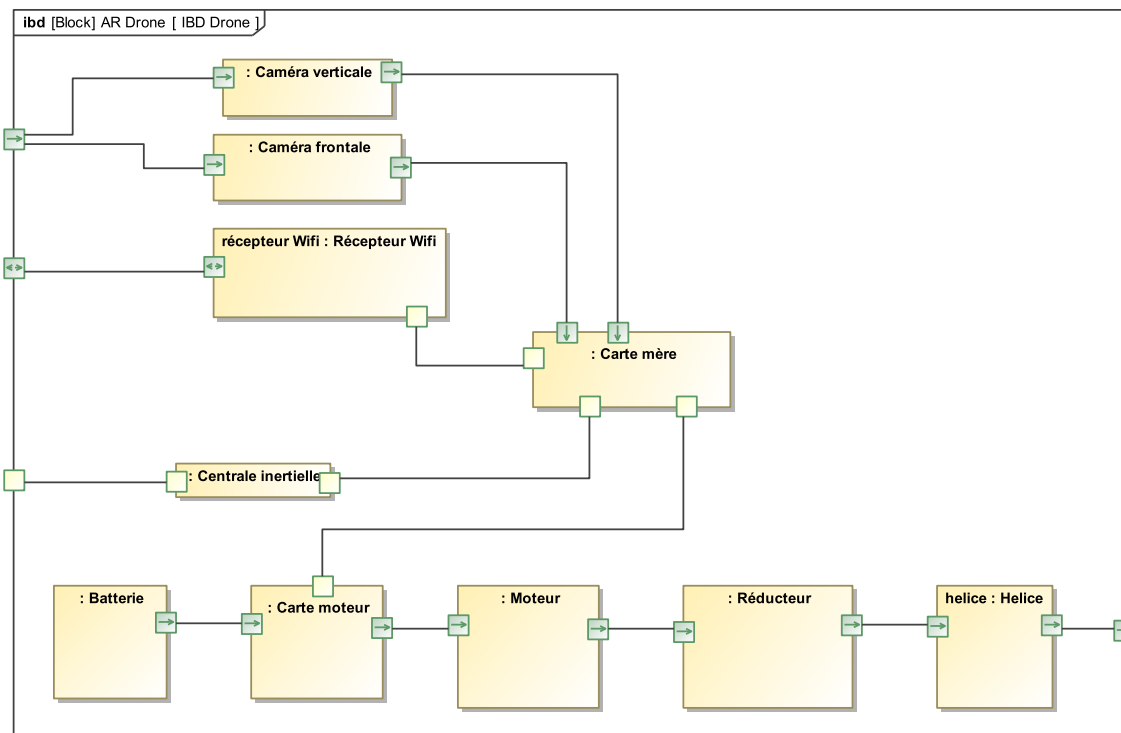 ibd [Block] AR Drone [ IBD Drone ]
: Caméra verticale
: Caméra frontale
récepteur Wifi : Récepteur Wifi
: Carte mère
: Centrale inertielle
: Batterie
: Carte moteur
: Moteur
: Réducteur
helice : Helice